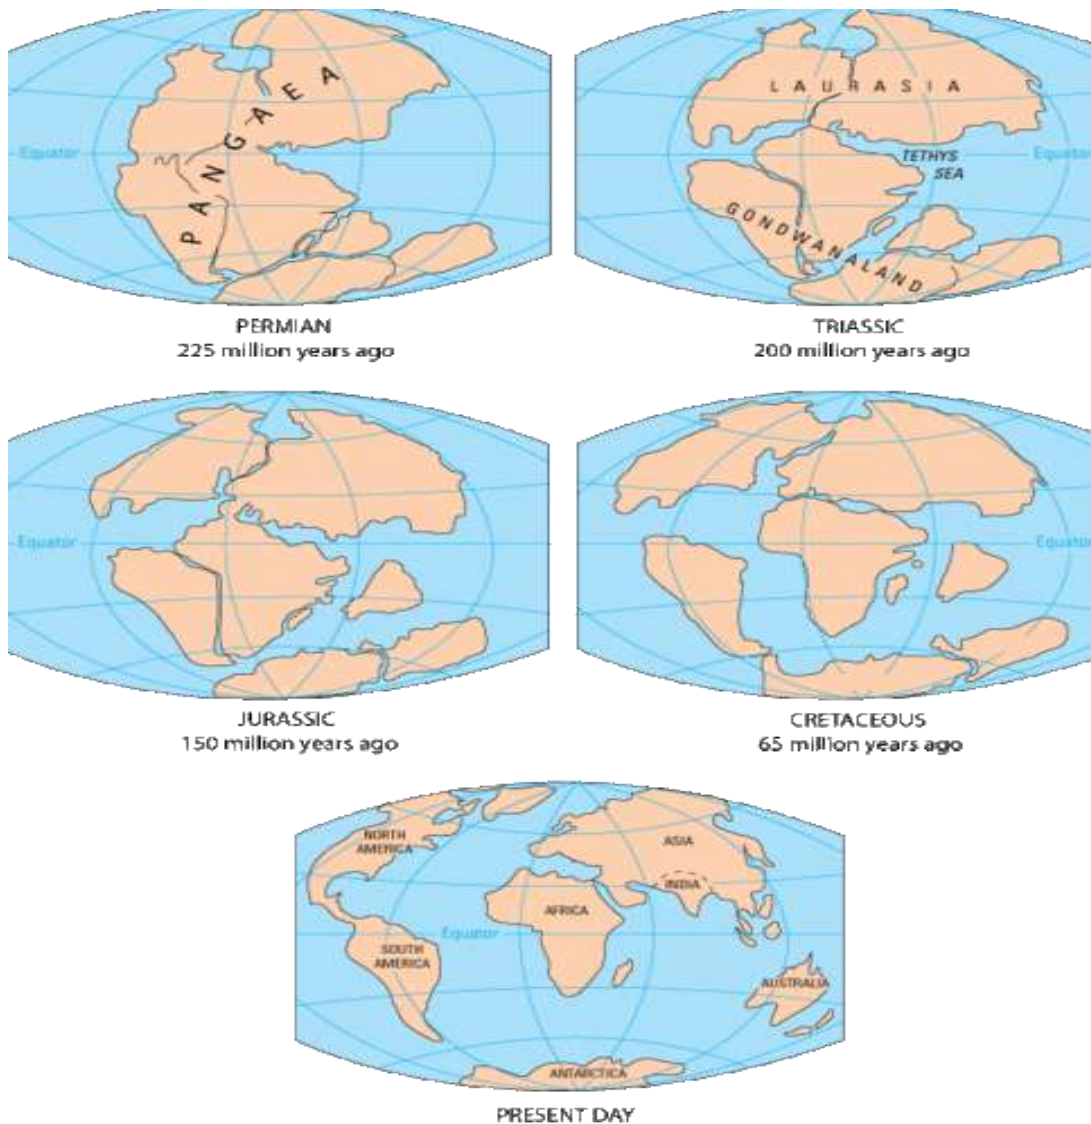 PANGAEA
Equator
PERMIAN
225 million years ago
LAURASIA
TETHYS
SEA
Equator
GONDWANALAND
TRIASSIC
200 million years ago
Equator
JURASSIC
150 million years ago
Equator
CRETACEOUS
65 million years ago
NORTH
AMERICA
ASIA
INDIA
AFRICA
Equator
SOUTH
AMERICA
AUSTRALIA
ANTARCTICA
PRESENT DAY